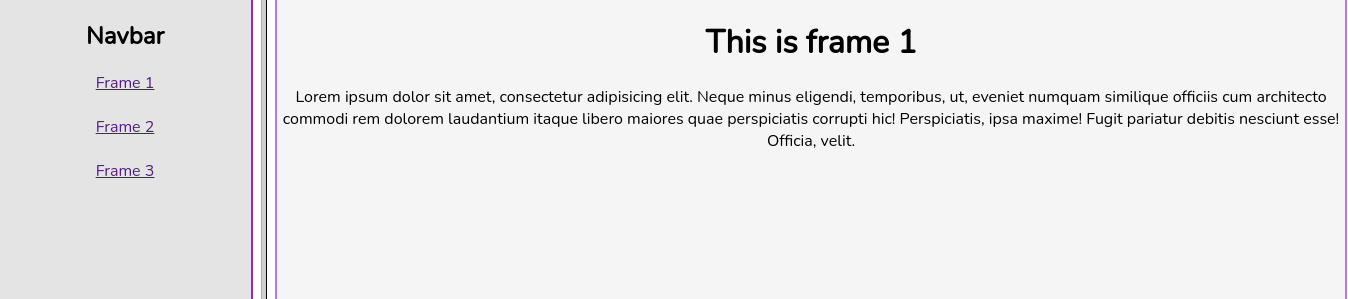 Navbar
Frame 1
Frame 2
Frame 3
This is frame 1
Lorem ipsum dolor sit amet, consectetur adipisicing elit. Neque minus eligendi, temporibus, ut, eveniet numquam similique officiis cum architecto
commodi rem dolorem laudantium itaque libero maiores quae perspiciatis corrupti hic! Perspiciatis, ipsa maxime! Fugit pariatur debitis nesciunt esse!
Officia, velit.